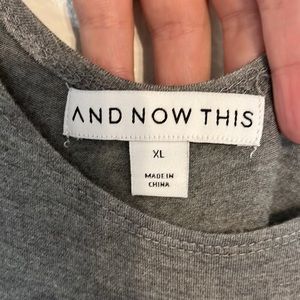 AND NOW THIS
XL
MADE IN
CHINA